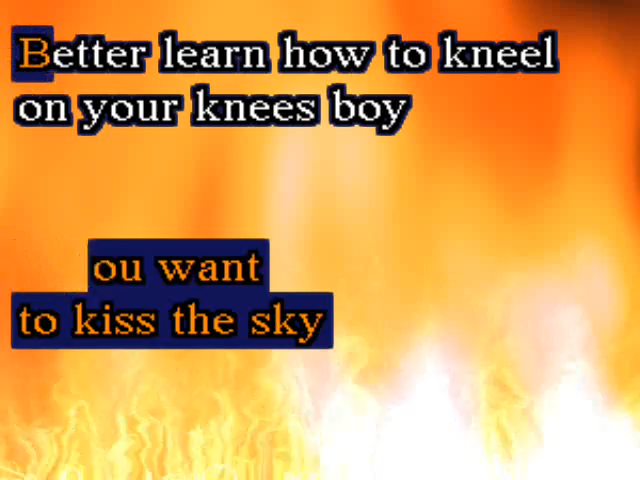 Better learn how to kneel
on your knees boy
ou want
to kiss the sky